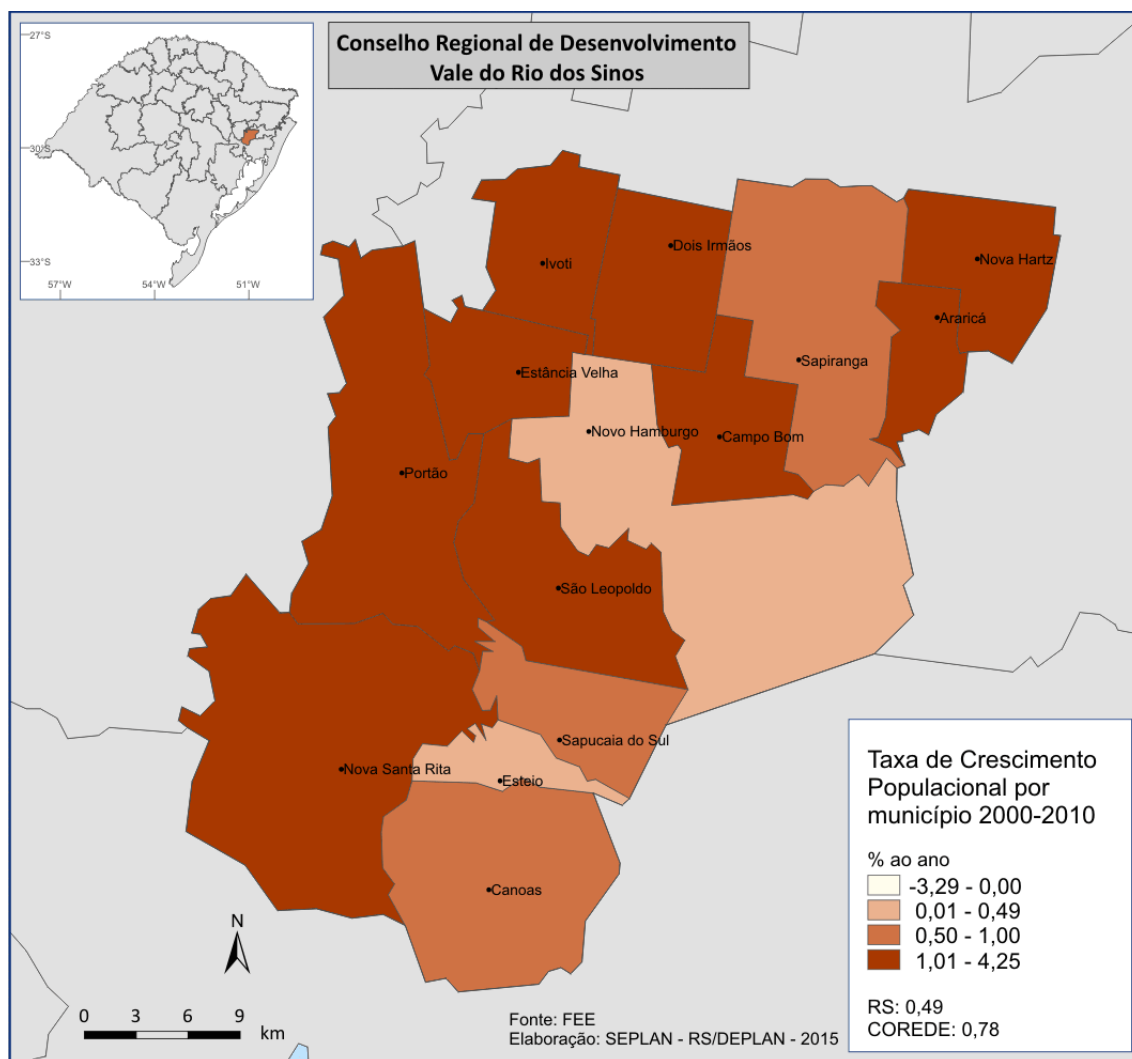 Conselho Regional de Desenvolvimento
Vale do Rio dos Sinos
27°S
30°S
33°S
57°W
54°W
51°W
Ivoti
Dois Irmãos
Nova Hartz
Araricá
Sapiranga
Estância Velha
Novo Hamburgo
Campo Bom
Portão
São Leopoldo
Sapucaia do Sul
Nova Santa Rita
Esteio
Canoas
Taxa de Crescimento
Populacional por
município 2000-2010
% ao ano
-3,29 - 0,00
0,01 - 0,49
0,50 - 1,00
1,01 - 4,25
RS: 0,49
COREDE: 0,78
N
0 3 6 9
km
Fonte: FEE
Elaboração: SEPLAN - RS/DEPLAN - 2015